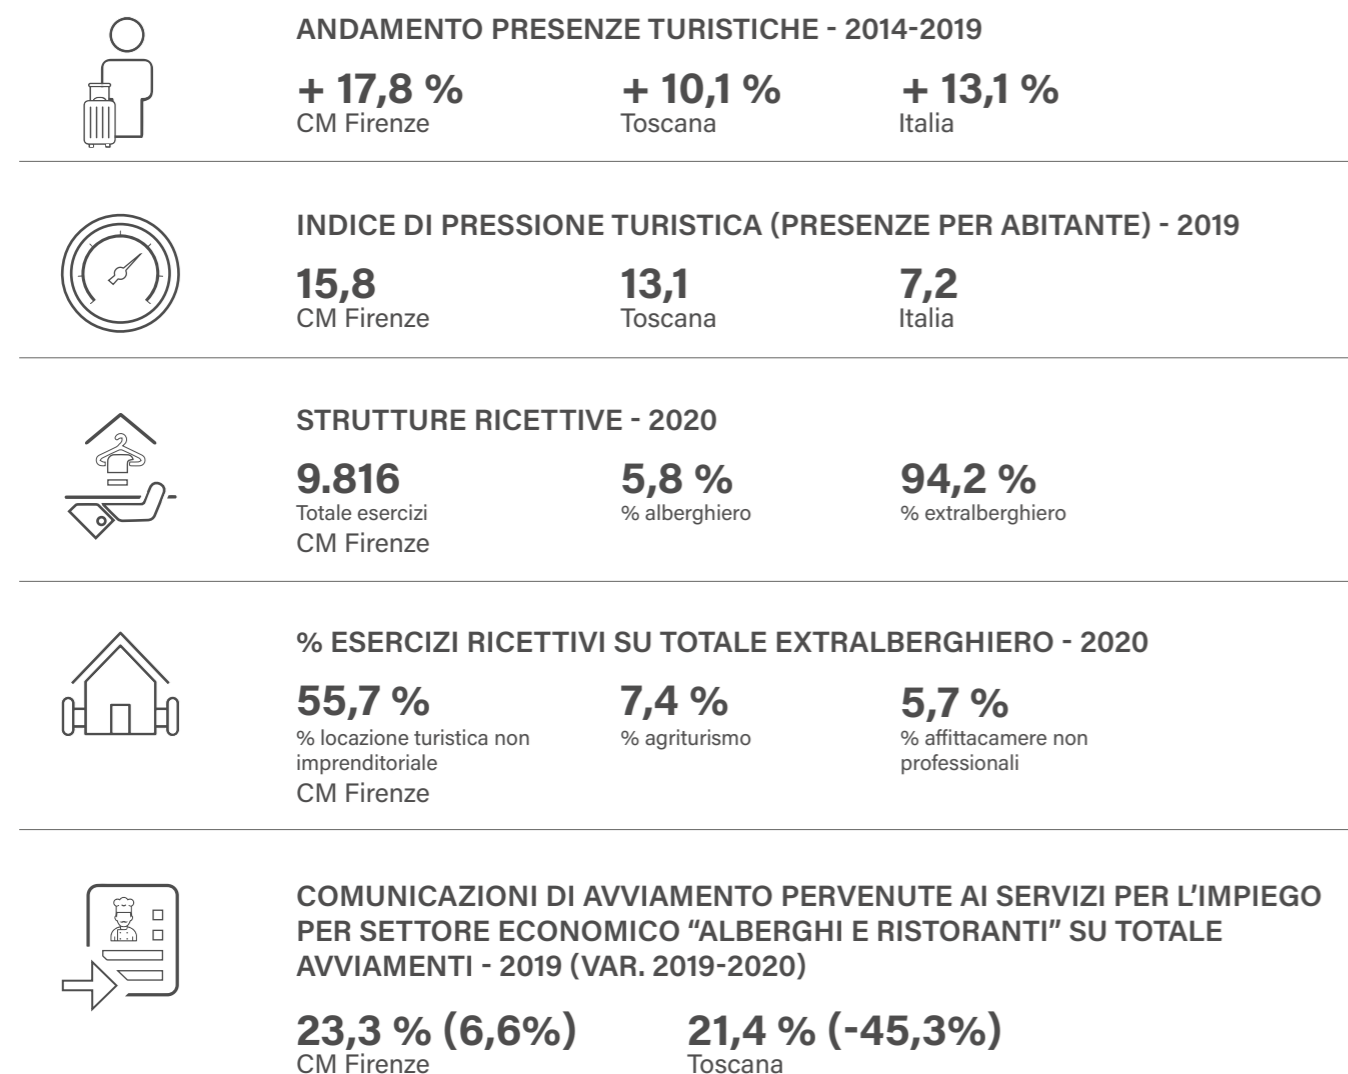 ANDAMENTO PRESENZE TURISTICHE - 2014-2019
+ 17,8 % + 10,1 % + 13,1 %
CM Firenze Toscana Italia
INDICE DI PRESSIONE TURISTICA (PRESENZE PER ABITANTE) - 2019
15,8 13,1 7,2
CM Firenze Toscana Italia
STRUTTURE RICETTIVE - 2020
9.816 5,8 % 94,2 %
Totale esercizi % alberghiero % extralberghiero
CM Firenze
% ESERCIZI RICETTIVI SU TOTALE EXTRALBERGHIERO - 2020
55,7 % 7,4 % 5,7 %
% locazione turistica non % agriturismo % affittacamere non
imprenditoriale professionali
CM Firenze
COMUNICAZIONI DI AVVIAMENTO PERVENUTE AI SERVIZI PER L’IMPIEGO
PER SETTORE ECONOMICO “ALBERGHI E RISTORANTI” SU TOTALE
AVVIAMENTI - 2019 (VAR. 2019-2020)
23,3 % (6,6%) 21,4 % (-45,3%)
CM Firenze Toscana